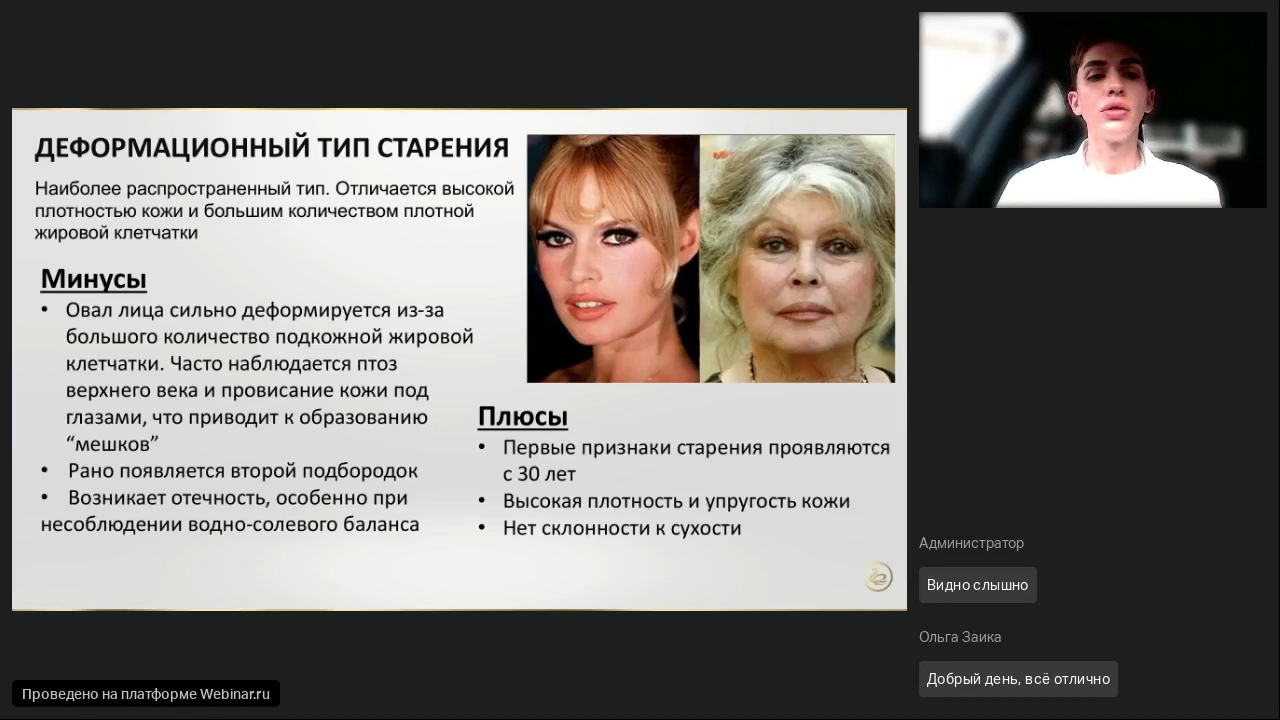 ДЕФОРМАЦИОННЫЙ ТИП СТАРЕНИЯ
Наиболее распространенный тип. Отличается высокой
плотностью кожи и большим количеством плотной
жировой клетчатки
Минусы
• Овал лица сильно деформируется из-за
большого количество подкожной жировой
клетчатки. Часто наблюдается птоз
верхнего века и провисание кожи под
глазами, что приводит к образованию
“мешков”
• Рано появляется второй подбородок
• Возникает отечность, особенно при
несоблюдении водно-солевого баланса
Плюсы
• Первые признаки старения проявляются
с 30 лет
• Высокая плотность и упругость кожи
• Нет склонности к сухости
Администратор
Видно слышно
Ольга Заика
Добрый день, всё отлично
Проведено на платформе Webinar.ru